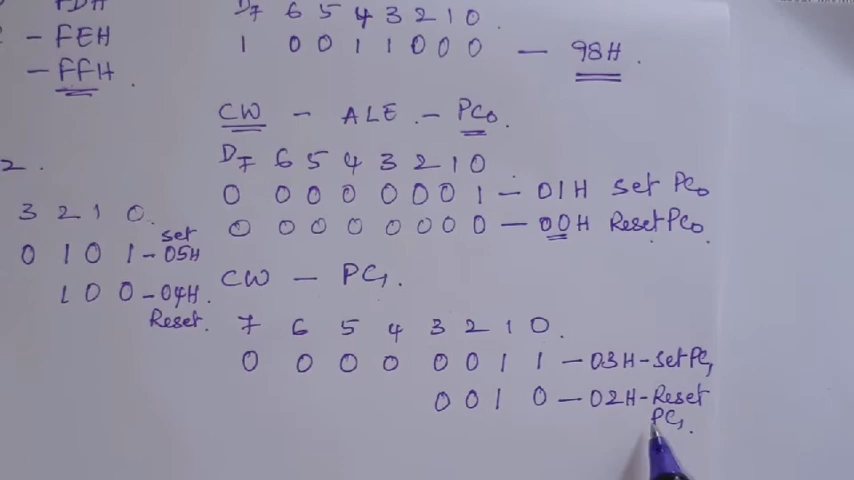 FDH
- FEH
- FFH .
2 .
3 2 1 0 .
set
0 1 0 1 - 05H
1 0 0 - 04H .
Reset .
D7 6 5 4 3 2 1 0 .
1 0 0 1 1 0 0 0 - 98H .
CW - ALE . - PC0 .
D7 6 5 4 3 2 1 0
0 0 0 0 0 0 0 1 - 01H set PC0
0 0 0 0 0 0 0 0 - 00H Reset PC0 .
CW - PC1 .
7 6 5 4 3 2 1 0 .
0 0 0 0 0 0 1 1 - 03H - set PC1
0 0 1 0 - 02H - Reset
PC1 .